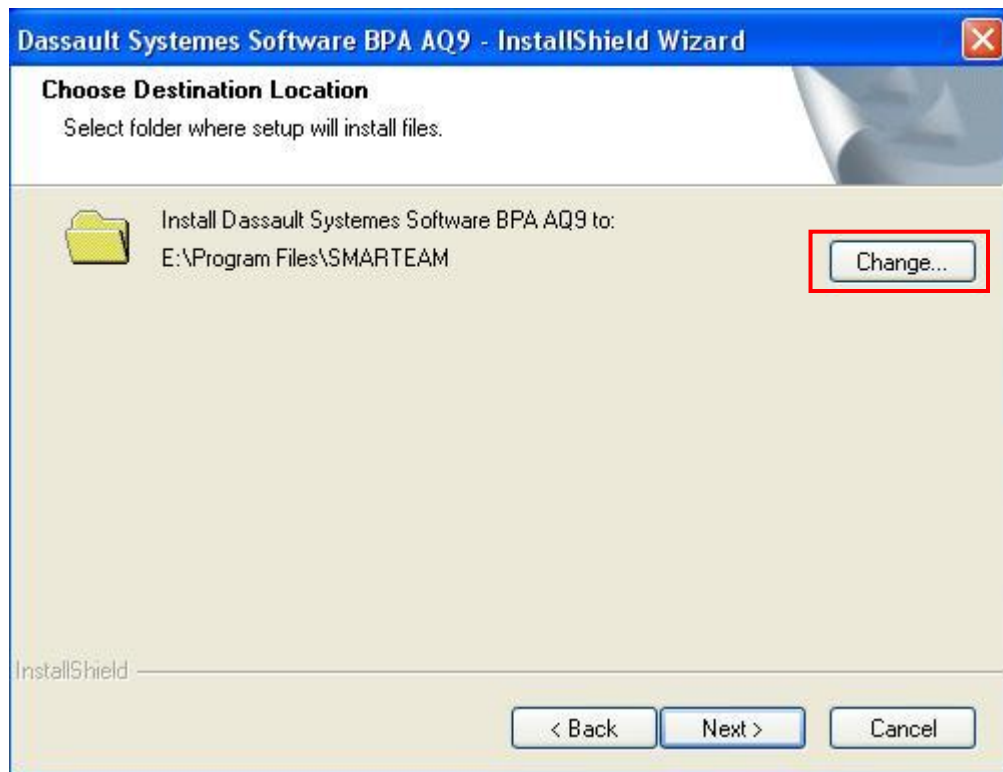 Dassault Systemes Software BPA AQ9 - InstallShield Wizard
Choose Destination Location
Select folder where setup will install files.
Install Dassault Systemes Software BPA AQ9 to:
E:\Program Files\SMARTEAM
Change...
InstallShield
< Back Next > Cancel